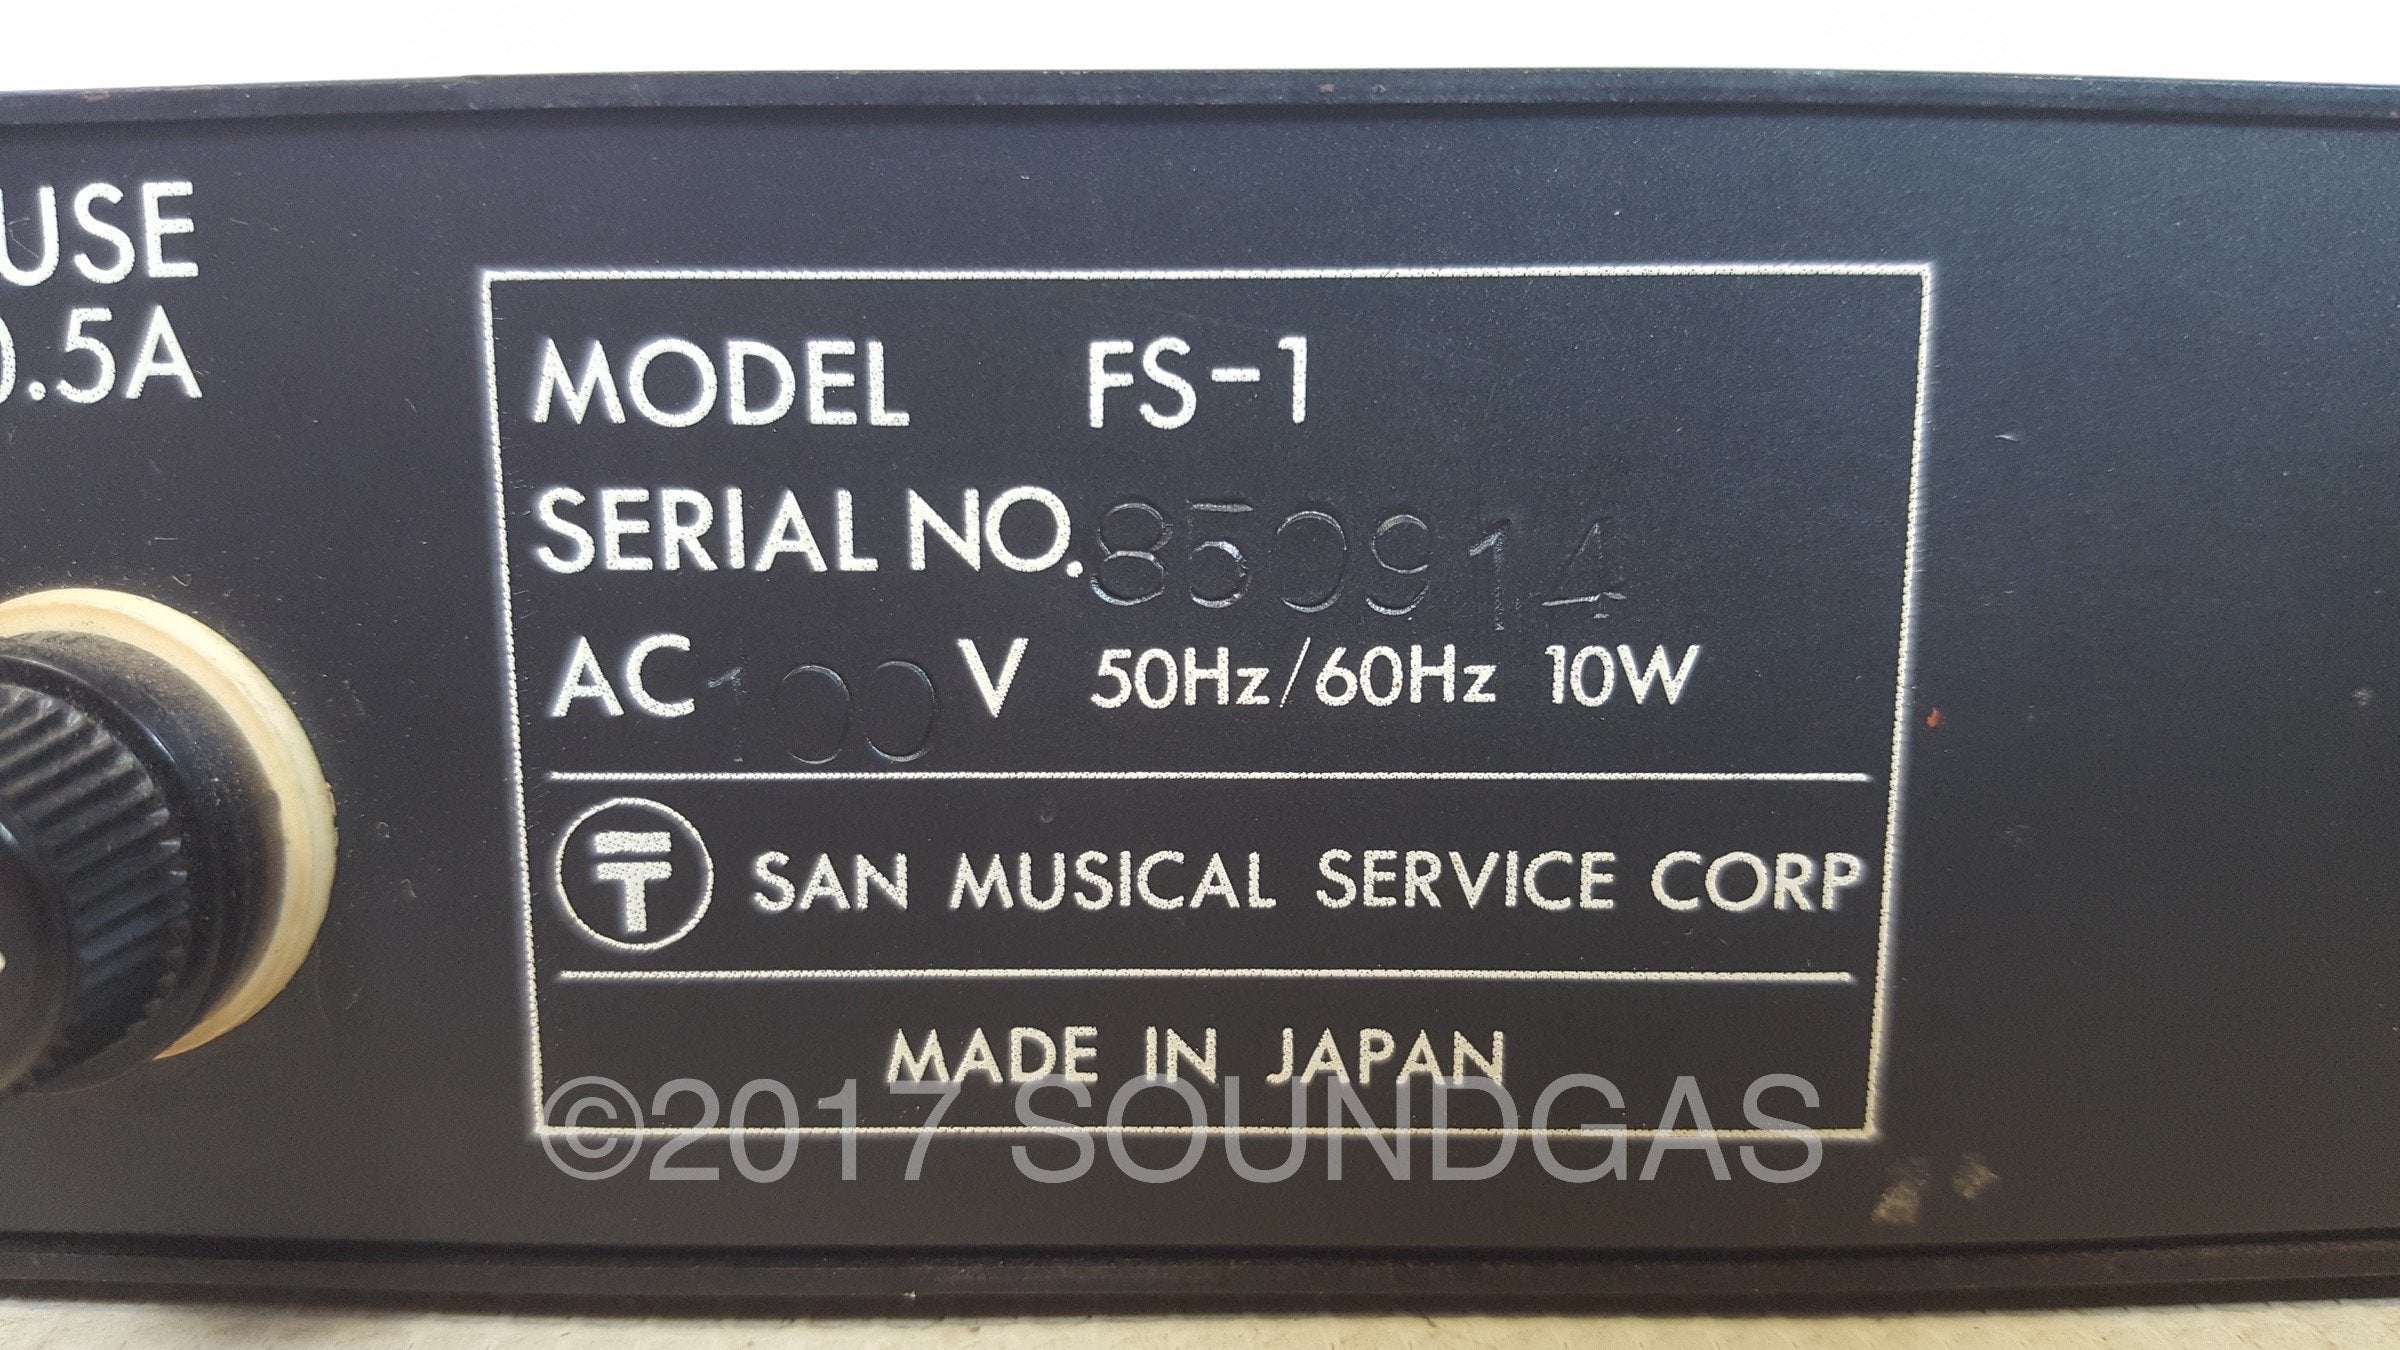 USE
0.5A
MODEL FS-1
SERIAL NO. 850914
AC 100 V 50Hz/60Hz 10W
SAN MUSICAL SERVICE CORP
MADE IN JAPAN
©2017 SOUNDGAS